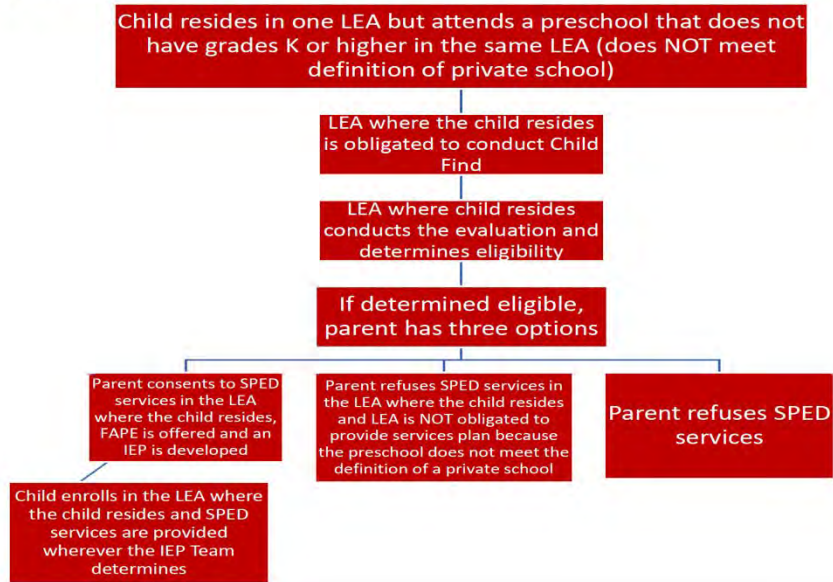 Child resides in one LEA but attends a preschool that does not
have grades K or higher in the same LEA (does NOT meet
definition of private school)
LEA where the child resides
is obligated to conduct Child
Find
LEA where child resides
conducts the evaluation and
determines eligibility
If determined eligible,
parent has three options
Parent consents to SPED
services in the LEA
where the child resides,
FAPE is offered and an
IEP is developed
Parent refuses SPED services in
the LEA where the child resides
and LEA is NOT obligated to
provide services plan because
the preschool does not meet the
definition of a private school
Parent refuses SPED
services
Child enrolls in the LEA where
the child resides and SPED
services are provided
wherever the IEP Team
determines